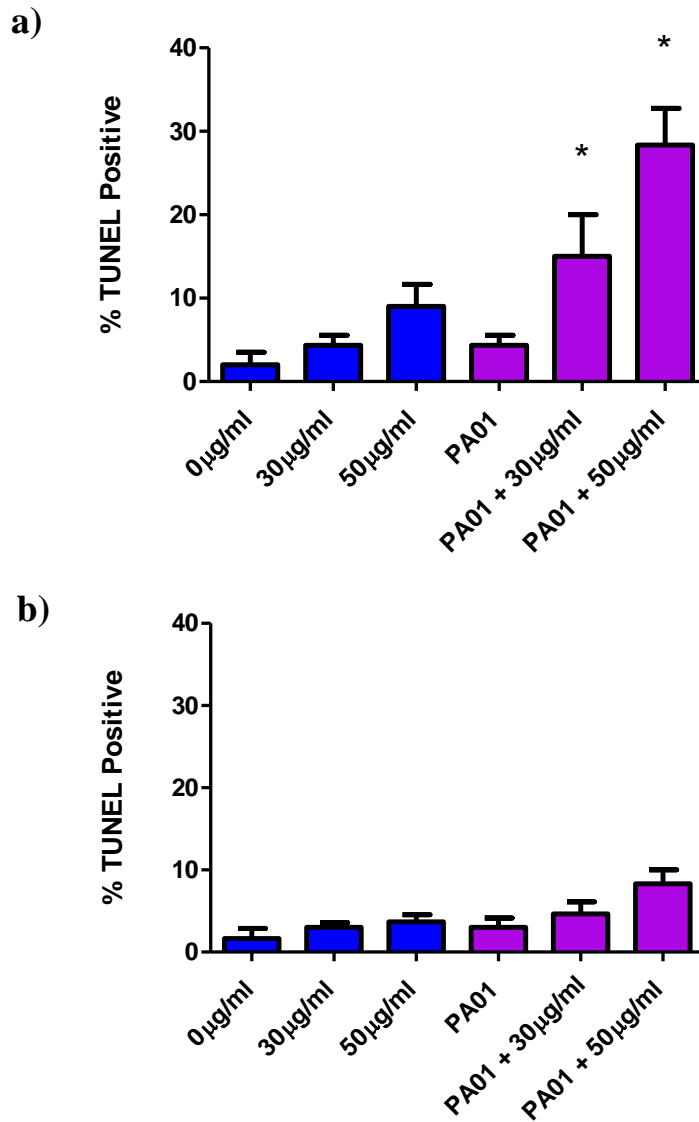 a)
% TUNEL Positive
40
30
20
10
0
*
*
0µg/ml
30µg/ml
50µg/ml
PA01
PA01 + 30µg/ml
PA01 + 50µg/ml
b)
% TUNEL Positive
40
30
20
10
0
0µg/ml
30µg/ml
50µg/ml
PA01
PA01 + 30µg/ml
PA01 + 50µg/ml